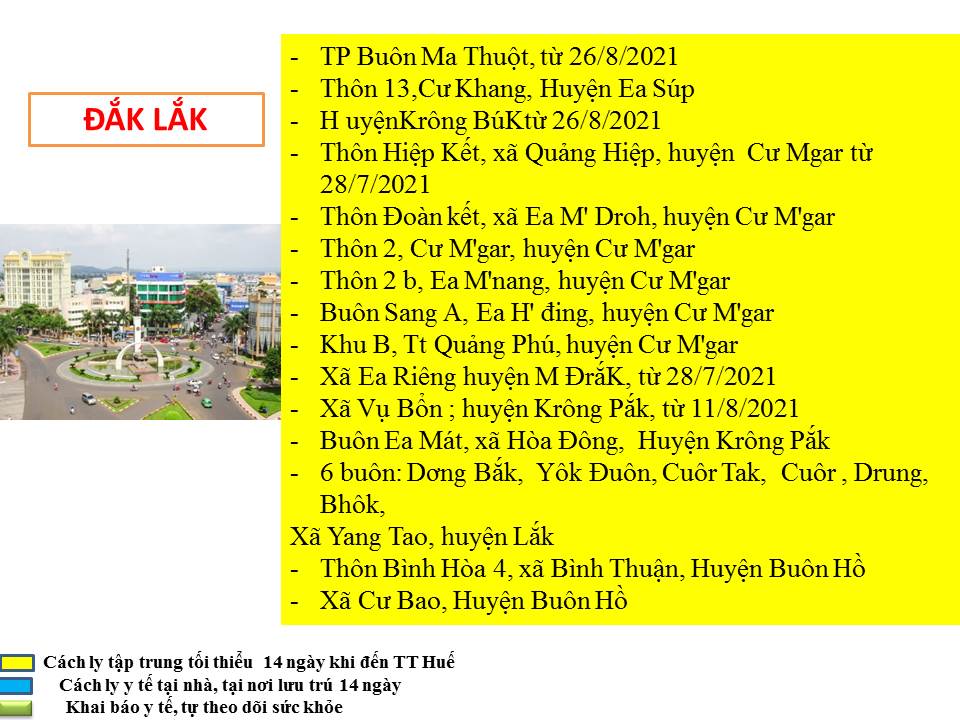 ĐẮK LẮK
- TP Buôn Ma Thuột, từ 26/8/2021
- Thôn 13,Cư Khang, Huyện Ea Súp
- H uyệnKrông BúKtừ 26/8/2021
- Thôn Hiệp Kết, xã Quảng Hiệp, huyện Cư Mgar từ
28/7/2021
- Thôn Đoàn kết, xã Ea M' Droh, huyện Cư M'gar
- Thôn 2, Cư M'gar, huyện Cư M'gar
- Thôn 2 b, Ea M'nang, huyện Cư M'gar
- Buôn Sang A, Ea H' đing, huyện Cư M'gar
- Khu B, Tt Quảng Phú, huyện Cư M'gar
- Xã Ea Riêng huyện M ĐrắK, từ 28/7/2021
- Xã Vụ Bổn ; huyện Krông Pắk, từ 11/8/2021
- Buôn Ea Mát, xã Hòa Đông, Huyện Krông Pắk
- 6 buôn: Dơng Bắk, Yôk Đuôn, Cuôr Tak, Cuôr , Drung,
Bhôk,
Xã Yang Tao, huyện Lắk
- Thôn Bình Hòa 4, xã Bình Thuận, Huyện Buôn Hồ
- Xã Cư Bao, Huyện Buôn Hồ
Cách ly tập trung tối thiểu 14 ngày khi đến TT Huế
Cách ly y tế tại nhà, tại nơi lưu trú 14 ngày
Khai báo y tế, tự theo dõi sức khỏe